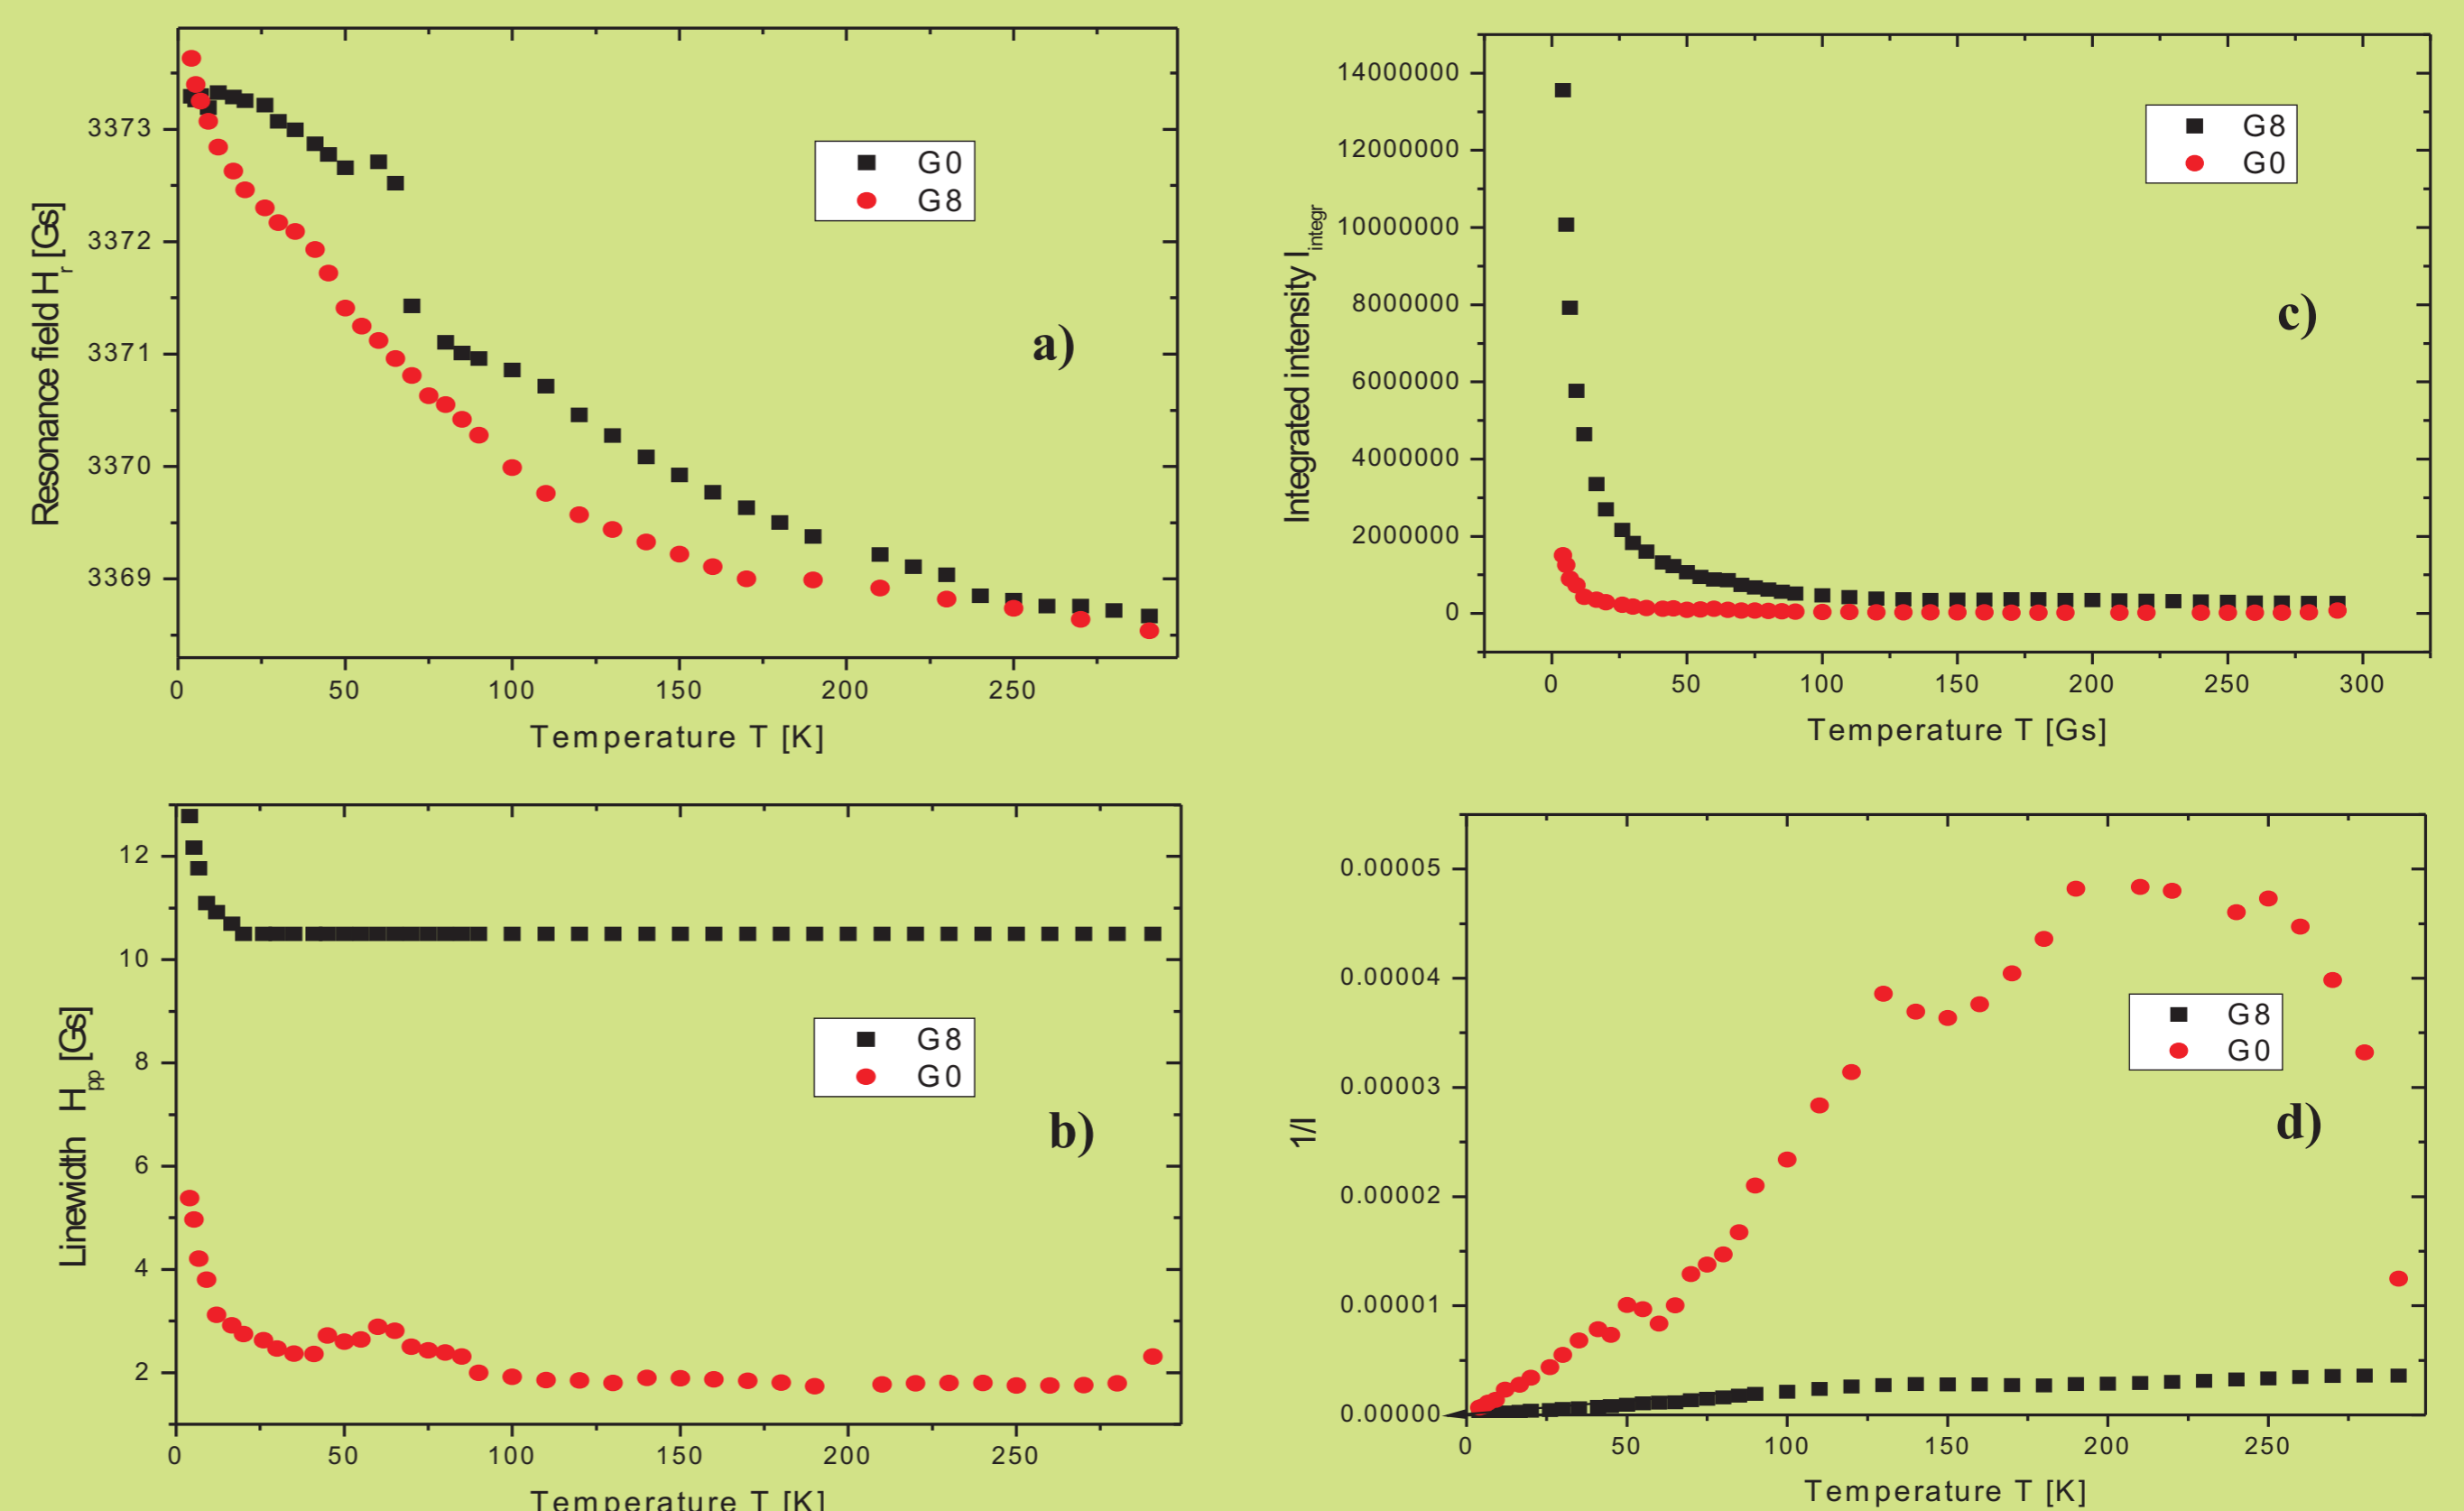 3373
3372
3371
3370
3369
Resonance field Hr [Gs]
G0
G8
a)
0 50 100 150 200 250
Temperature T [K]
14000000
12000000
10000000
8000000
6000000
4000000
2000000
0
Integrated intensity Iintegr
G8
G0
c)
0 50 100 150 200 250 300
Temperature T [Gs]
12
10
8
6
4
2
Linewidth Hpp [Gs]
G8
G0
b)
0 50 100 150 200 250
Temperature T [K]
0.00005
0.00004
0.00003
0.00002
0.00001
0.00000
1/I
G8
G0
d)
0 50 100 150 200 250
Temperature T [K]